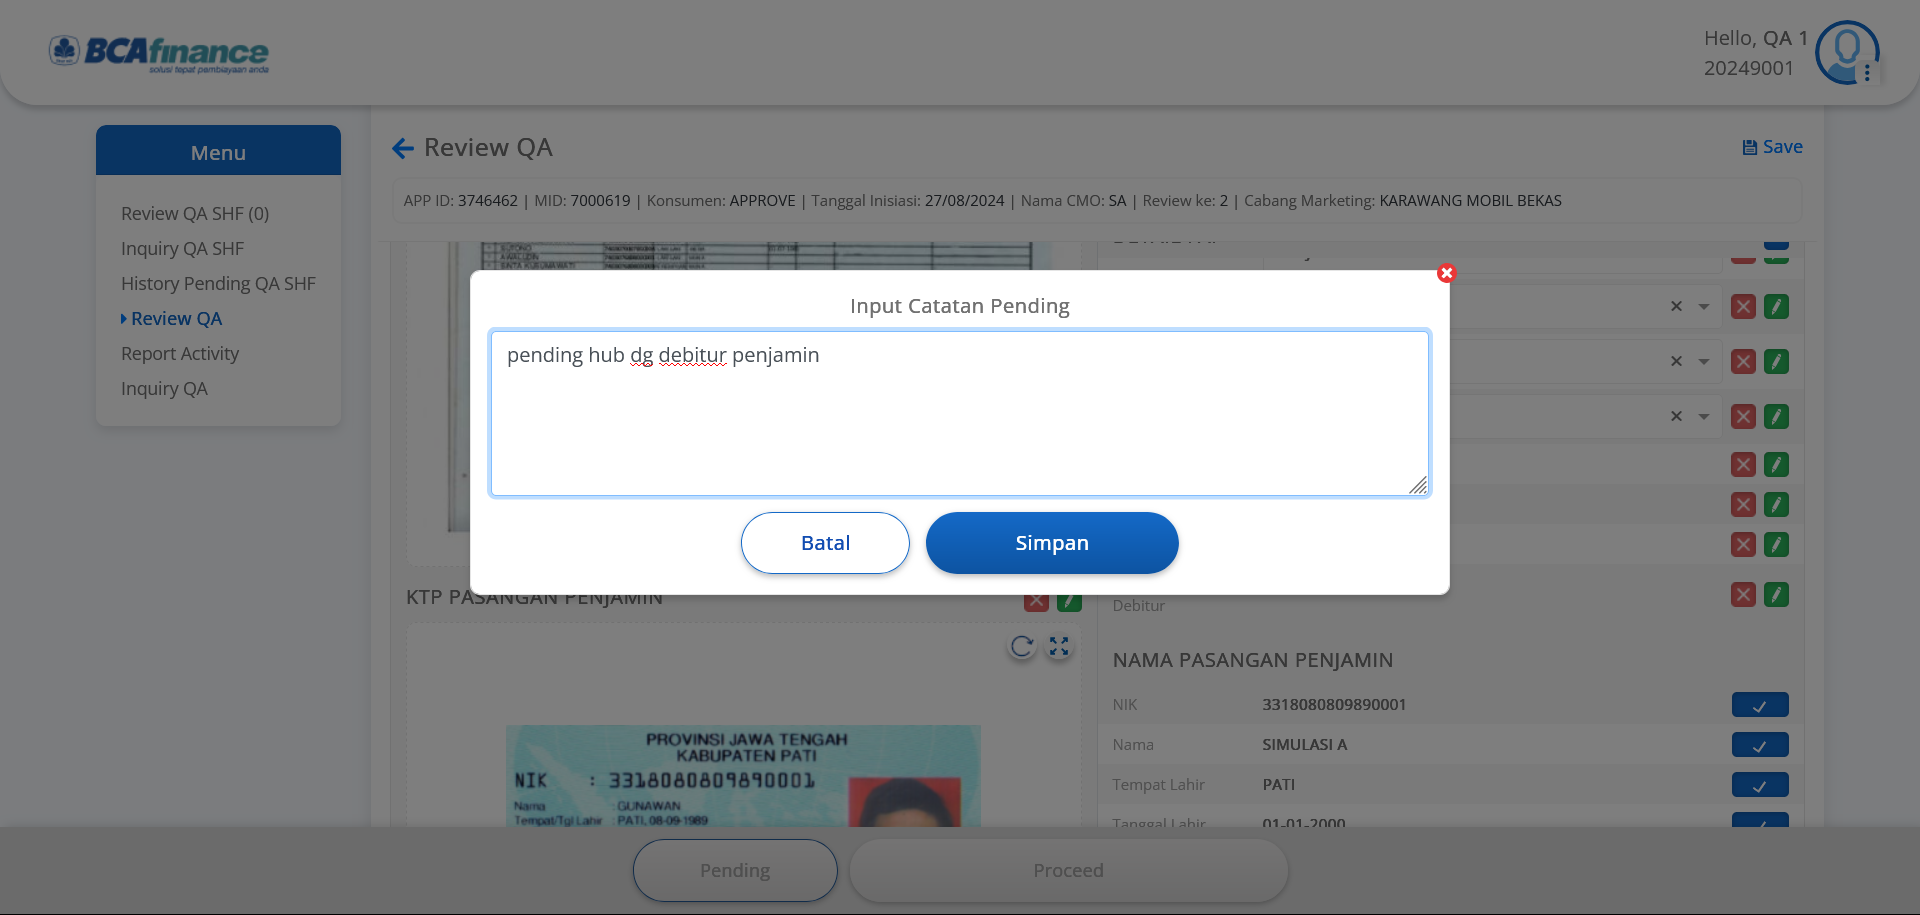 BCA finance
solusi tepat pembiayaan anda
Hello, QA 1
20249001
Menu
Review QA SHF (0)
Inquiry QA SHF
History Pending QA SHF
Review QA
Report Activity
Inquiry QA
Review QA
Save
APP ID: 3746462 | MID: 7000619 | Konsumen: APPROVE | Tanggal Inisiasi: 27/08/2024 | Nama CMO: SA | Review ke: 2 | Cabang Marketing: KARAWANG MOBIL BEKAS
Input Catatan Pending
pending hub dg debitur penjamin
Batal
Simpan
KTP PASANGAN PENJAMIN
PROVINSI JAWA TENGAH
KABUPATEN PATI
NIK : 3318080809890001
Nama : GUNAWAN
Tempat/Tgl Lahir : PATI, 08-09-1989
Debitur
NAMA PASANGAN PENJAMIN
NIK 3318080809890001
Nama SIMULASI A
Tempat Lahir PATI
Tanggal Lahir 01-01-2000
Pending
Proceed